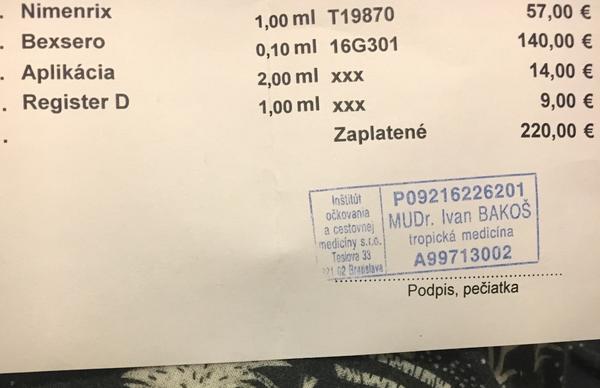 . Nimenrix 1,00 ml T19870 57,00 €
. Bexsero 0,10 ml 16G301 140,00 €
. Aplikácia 2,00 ml xxx 14,00 €
. Register D 1,00 ml xxx 9,00 €
. Zaplatené 220,00 €
Inštitút
očkovania
a cestovnej
medicíny s.r.o.
Teslova 33
821 02 Bratislava
P09216226201
MUDr. Ivan BAKOŠ
tropická medicína
A99713002
Podpis, pečiatka